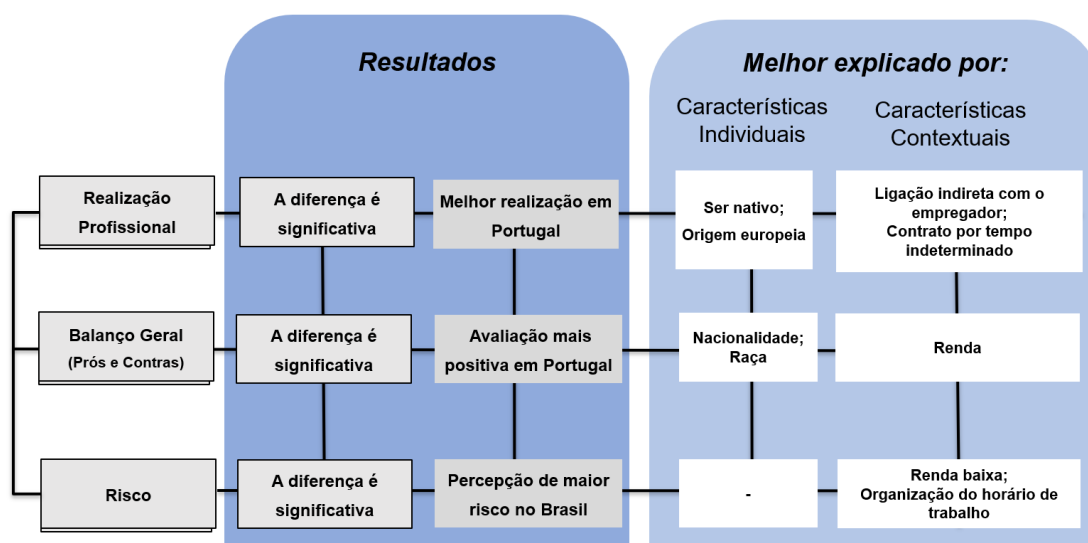 Resultados
Melhor explicado por:
Características
Individuais
Características
Contextuais
Realização
Profissional
A diferença é
significativa
Melhor realização em
Portugal
Ser nativo;
Origem europeia
Ligação indireta com o
empregador;
Contrato por tempo
indeterminado
Balanço Geral
(Prós e Contras)
A diferença é
significativa
Avaliação mais
positiva em Portugal
Nacionalidade;
Raça
Renda
Risco
A diferença é
significativa
Percepção de maior
risco no Brasil
-
Renda baixa;
Organização do horário de
trabalho